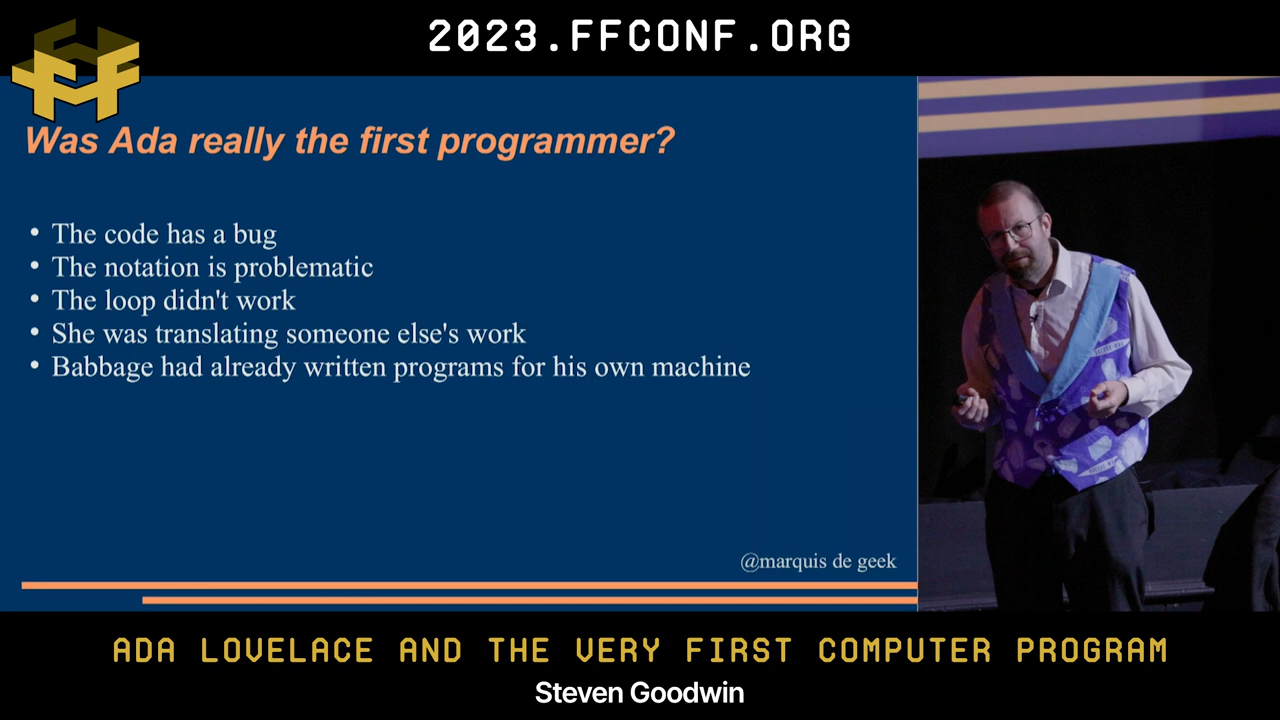 2023.FFCONF.ORG
Was Ada really the first programmer?
• The code has a bug
• The notation is problematic
• The loop didn't work
• She was translating someone else's work
• Babbage had already written programs for his own machine
@marquis de geek
ADA LOVELACE AND THE VERY FIRST COMPUTER PROGRAM
Steven Goodwin